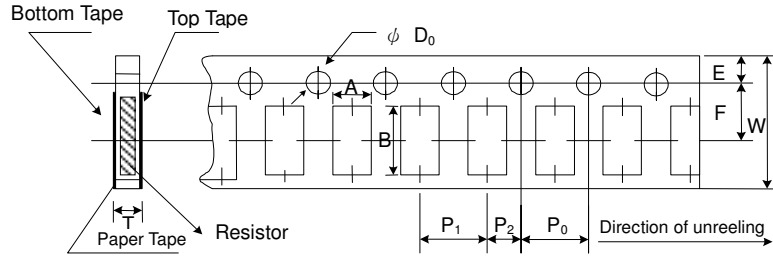 Bottom Tape
Top Tape
ψ D₀
E
A
F
B
W
T
P₁
P₂
P₀
Direction of unreeling
Paper Tape
Resistor